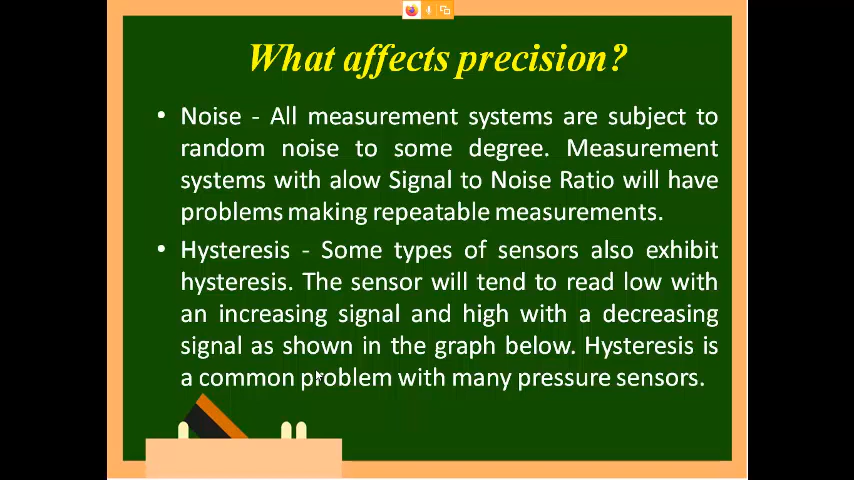 What affects precision?
• Noise - All measurement systems are subject to
random noise to some degree. Measurement
systems with alow Signal to Noise Ratio will have
problems making repeatable measurements.
• Hysteresis - Some types of sensors also exhibit
hysteresis. The sensor will tend to read low with
an increasing signal and high with a decreasing
signal as shown in the graph below. Hysteresis is
a common problem with many pressure sensors.